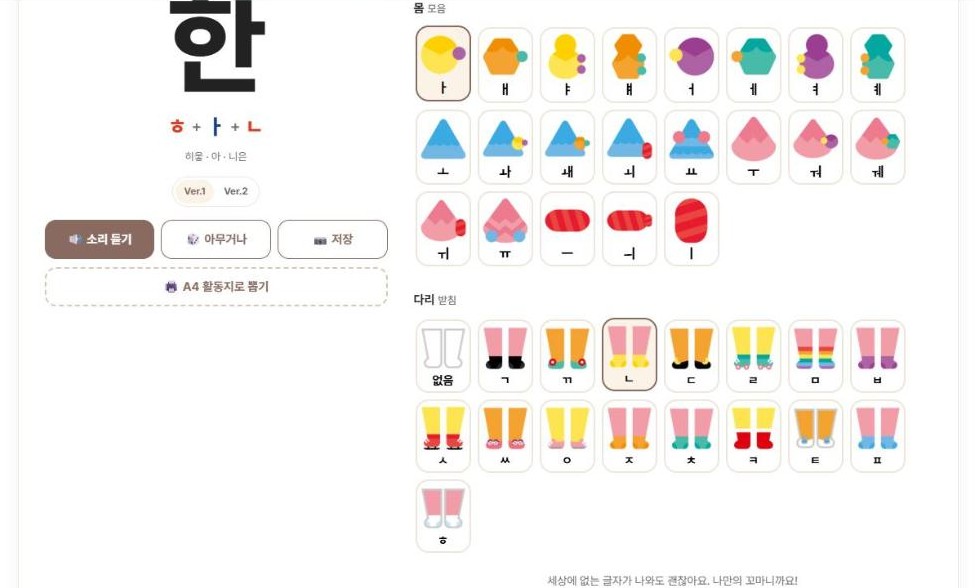 한
ㅎ + ㅏ + ㄴ
히읗 · 아 · 니은
Ver.1 Ver.2
소리 듣기 아무거나 저장
A4 활동지로 뽑기
몸 모음
ㅏ ㅐ ㅑ ㅒ ㅓ ㅔ ㅕ ㅖ
ㅗ ㅘ ㅙ ㅚ ㅛ ㅜ ㅝ ㅞ
ㅟ ㅠ ㅡ ㅢ ㅣ
다리 받침
없음 ㄱ ㄲ ㄴ ㄷ ㄹ ㅁ ㅂ
ㅅ ㅆ ㅇ ㅈ ㅊ ㅋ ㅌ ㅍ
ㅎ
세상에 없는 글자가 나와도 괜찮아요. 나만의 꼬마니까요!